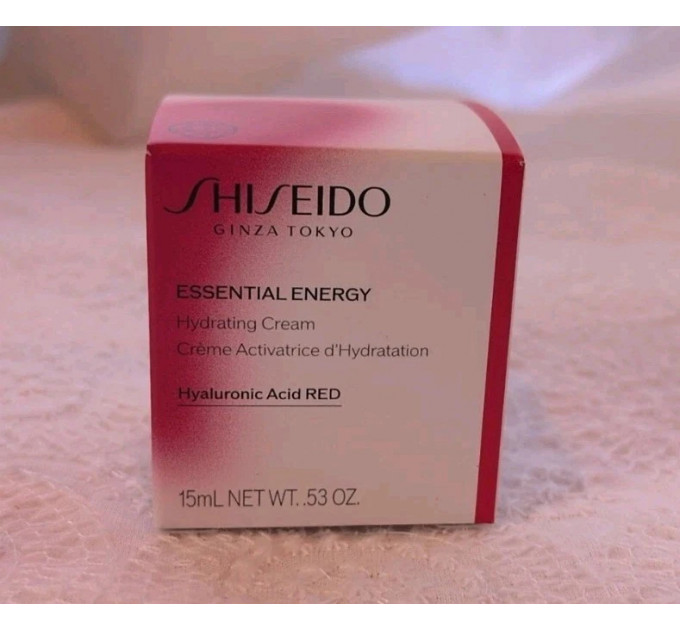 SHISEIDO
GINZA TOKYO
ESSENTIAL ENERGY
Hydrating Cream
Crème Activatrice d'Hydratation
Hyaluronic Acid RED
15mL NET WT. .53 OZ.